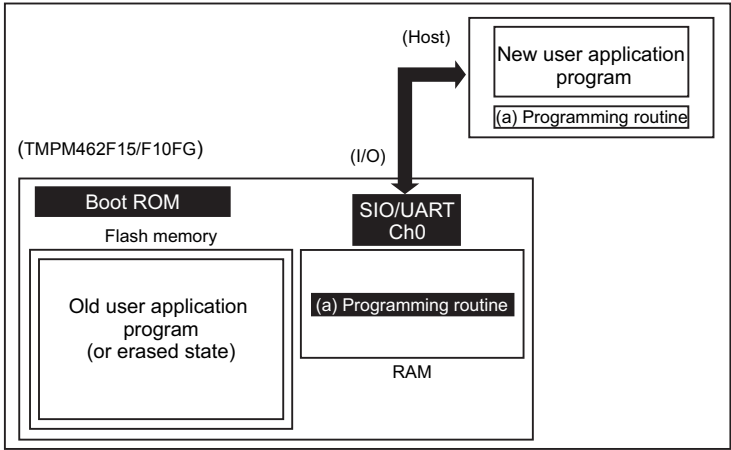 (Host)
New user application
program
(a) Programming routine
(TMPM462F15/F10FG)
(I/O)
Boot ROM
SIO/UART
Ch0
Flash memory
Old user application
program
(or erased state)
(a) Programming routine
RAM